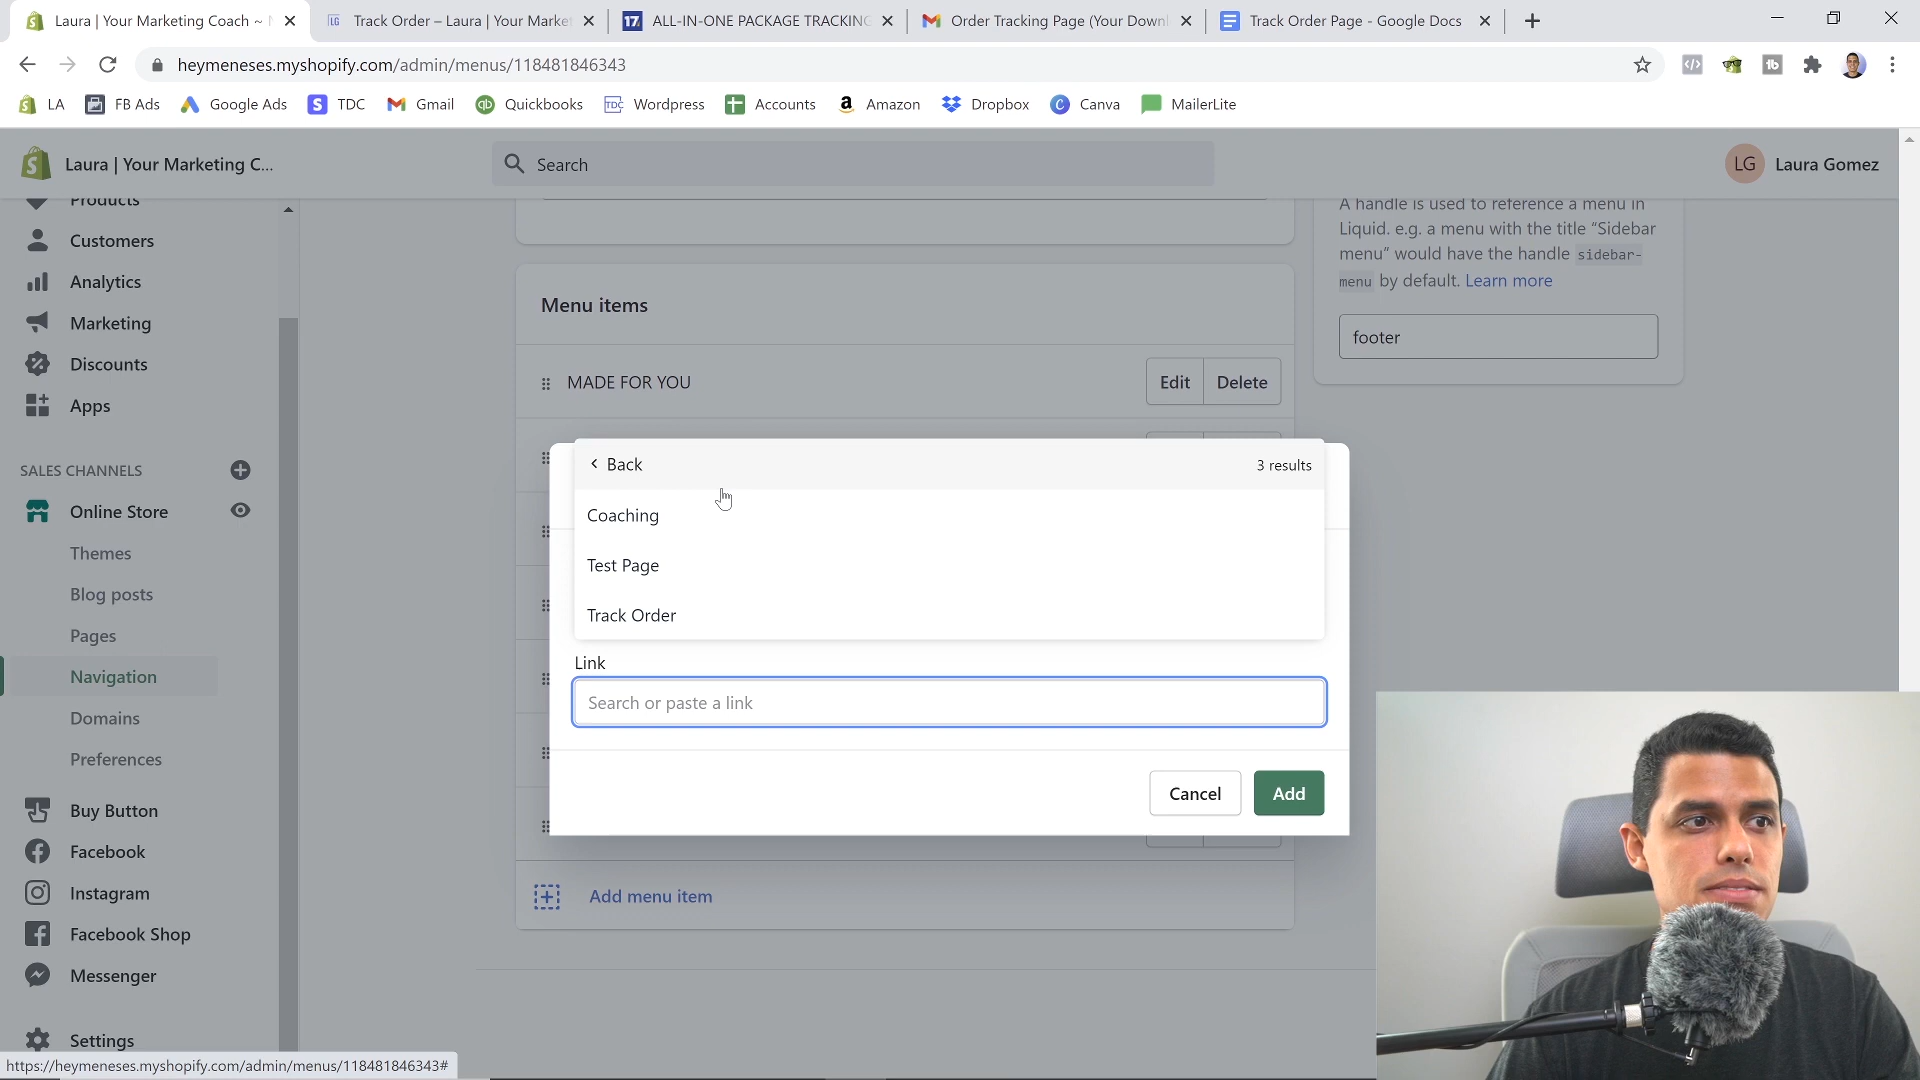 Laura | Your Marketing Coach ~
Track Order – Laura | Your Market
17.
ALL-IN-ONE PACKAGE TRACKING
Order Tracking Page (Your Downl
Track Order Page - Google Docs
heymeneses.myshopify.com/admin/menus/118481846343
LA
FB Ads
Google Ads
TDC
Gmail
Quickbooks
Wordpress
Accounts
Amazon
Dropbox
Canva
MailerLite
Laura | Your Marketing C...
Search
LG
Laura Gomez
Products
Customers
Analytics
Marketing
Discounts
Apps
SALES CHANNELS
Online Store
Themes
Blog posts
Pages
Navigation
Domains
Preferences
Buy Button
Facebook
Instagram
Facebook Shop
Messenger
Settings
https://heymeneses.myshopify.com/admin/menus/118481846343#
Menu items
MADE FOR YOU
Edit
Delete
Back
3 results
Coaching
Test Page
Track Order
Link
Search or paste a link
Cancel
Add
Add menu item
A handle is used to reference a menu in
Liquid. e.g. a menu with the title “Sidebar
menu” would have the handle sidebar-
menu by default. Learn more
footer